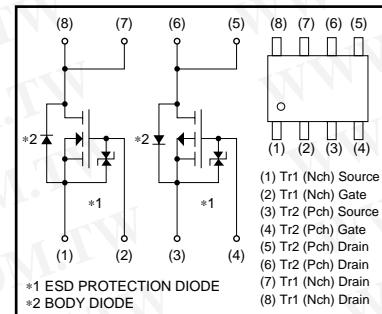 (8) (7) (6) (5)
(8) (7) (6) (5)
*2 *2
*1 *1
(1) (2) (3) (4)
(1) (2) (3) (4)
(1) Tr1 (Nch) Source
(2) Tr1 (Nch) Gate
(3) Tr2 (Pch) Source
(4) Tr2 (Pch) Gate
(5) Tr2 (Pch) Drain
(6) Tr2 (Pch) Drain
(7) Tr1 (Nch) Drain
(8) Tr1 (Nch) Drain
*1 ESD PROTECTION DIODE
*2 BODY DIODE